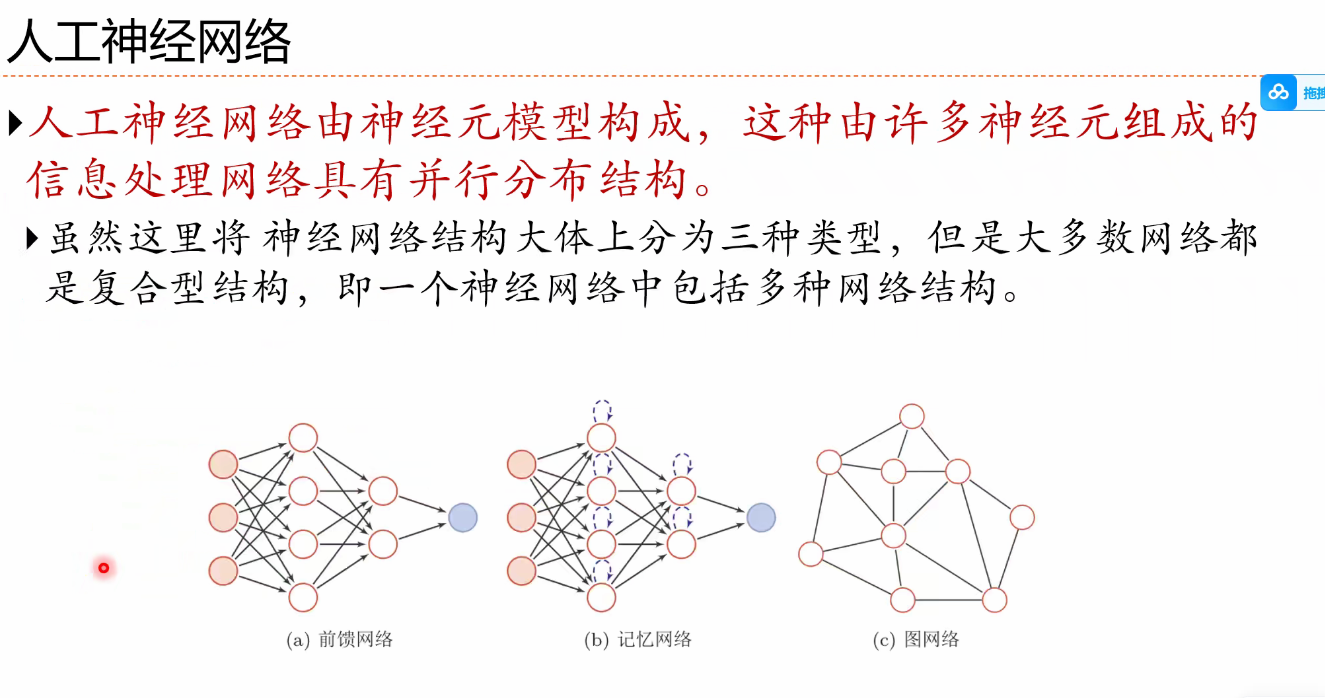 人工神经网络
人工神经网络由神经元模型构成，这种由许多神经元组成的
信息处理网络具有并行分布结构。
拖拽
虽然这里将 神经网络结构大体上分为三种类型，但是大多数网络都
是复合型结构，即一个神经网络中包括多种网络结构。
(a) 前馈网络
(b) 记忆网络
(c) 图网络